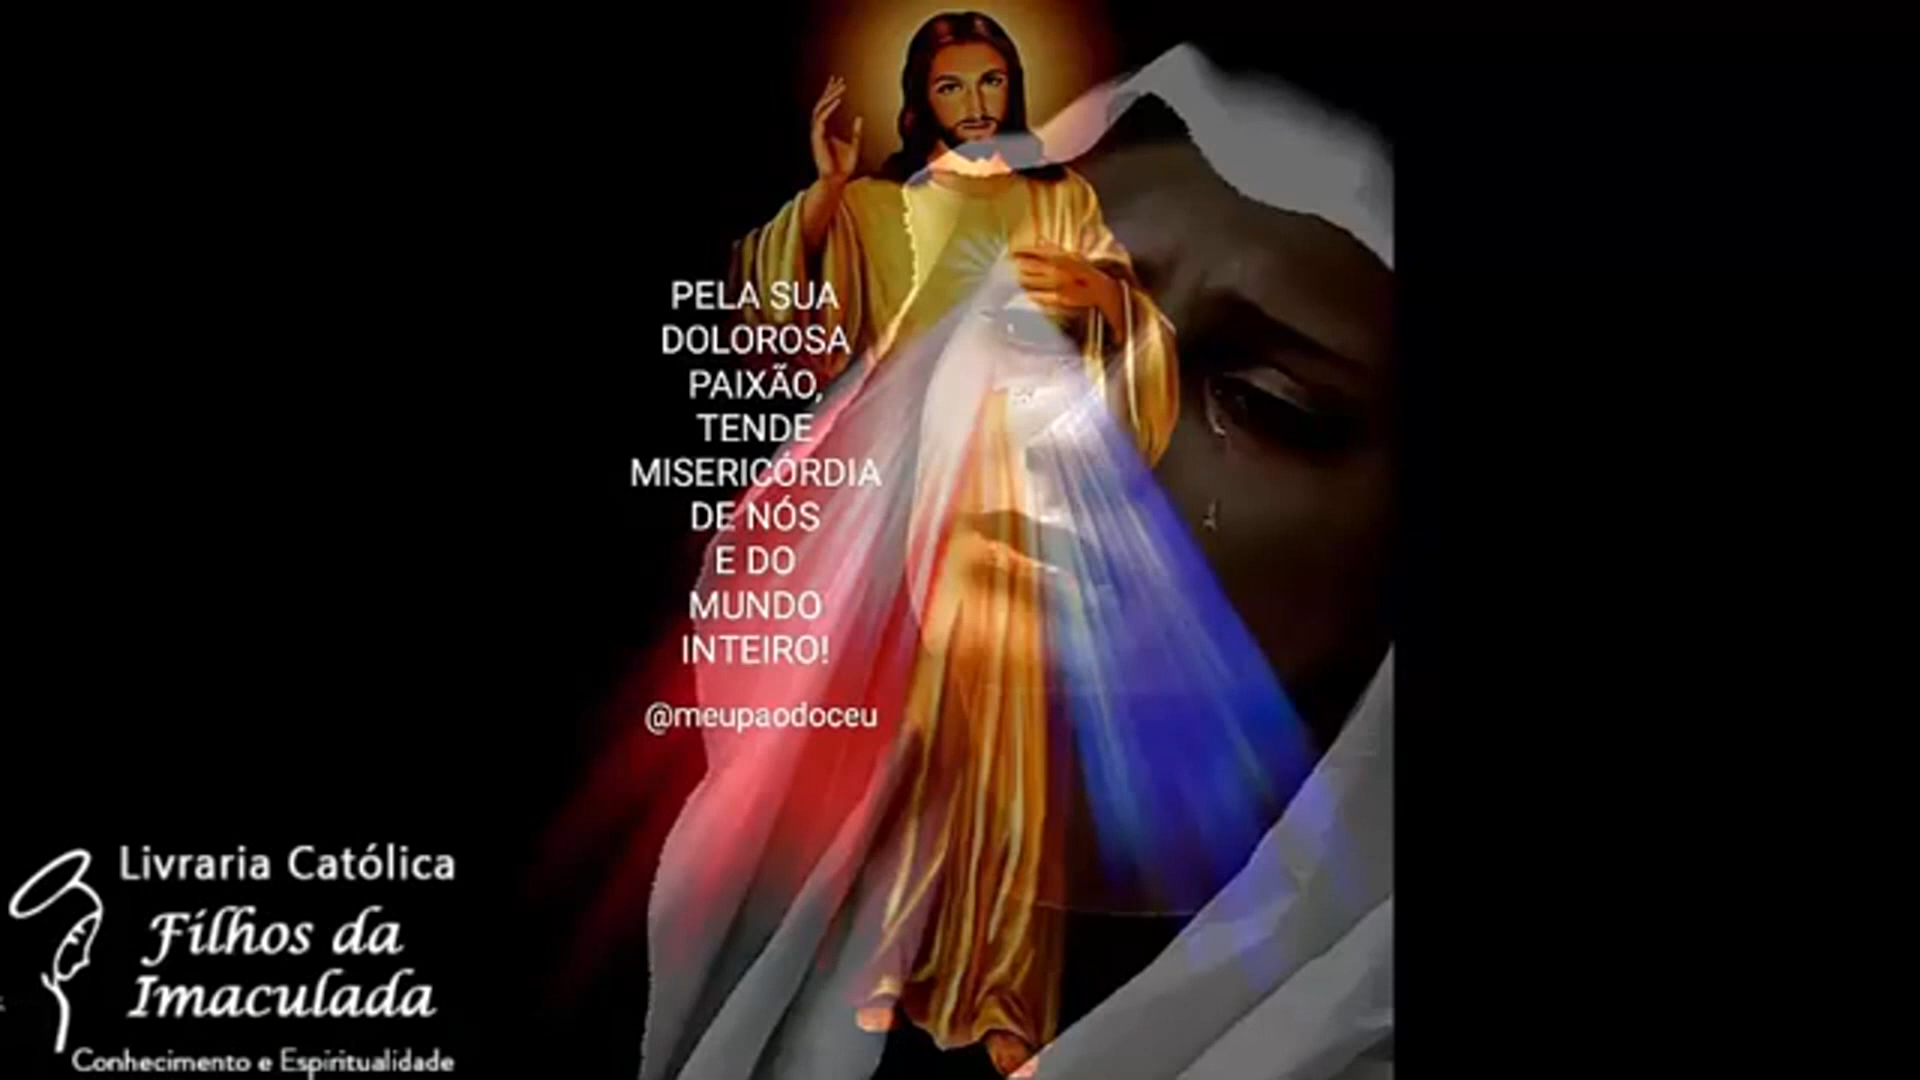 PELA SUA
DOLOROSA
PAIXÃO,
TENDE
MISERICÓRDIA
DE NÓS
E DO
MUNDO
INTEIRO!
@meupaodoceu
Livraria Católica
Filhos da
Imaculada
Conhecimento e Espiritualidade